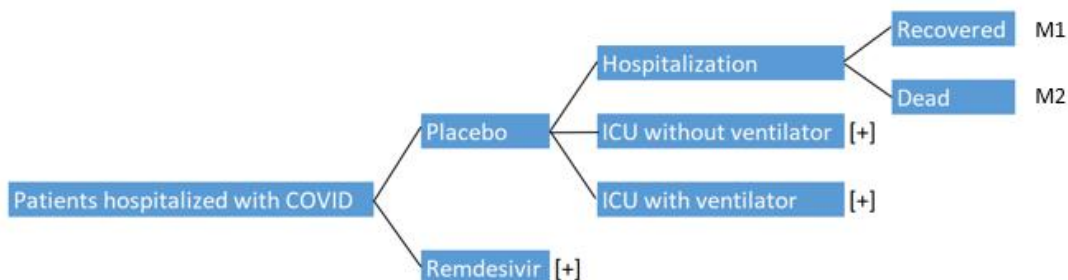 Recovered M1
Hospitalization
Dead M2
Placebo
ICU without ventilator [+]
Patients hospitalized with COVID
ICU with ventilator [+]
Remdesivir [+]